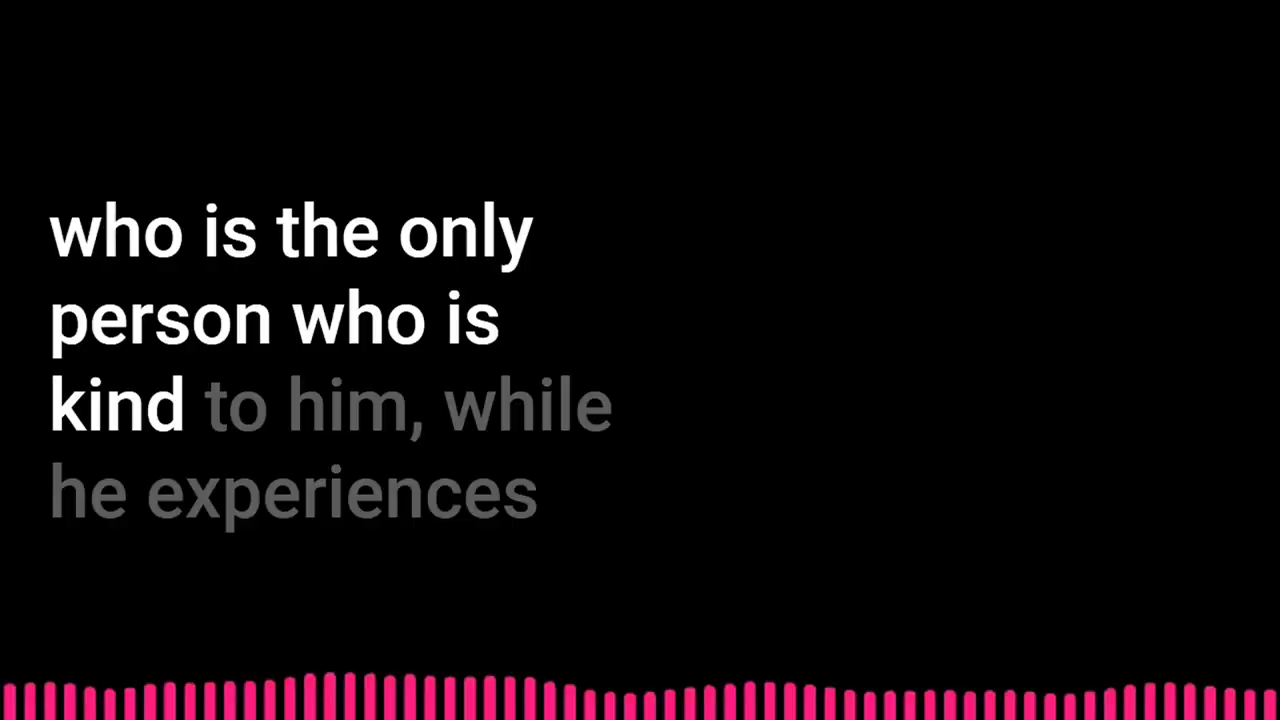 who is the only
person who is
kind to him, while
he experiences